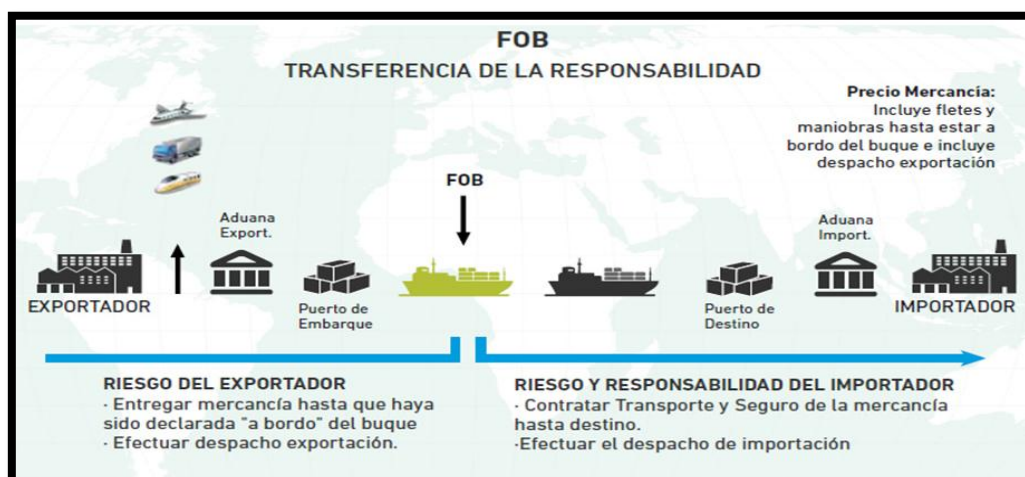 FOB
TRANSFERENCIA DE LA RESPONSABILIDAD
Precio Mercancía:
Incluye fletes y
maniobras hasta estar a
bordo del buque e incluye
despacho exportación
FOB
Aduana
Export.
Aduana
Import.
EXPORTADOR
Puerto de
Embarque
Puerto de
Destino
IMPORTADOR
RIESGO DEL EXPORTADOR
· Entregar mercancía hasta que haya
sido declarada "a bordo" del buque
· Efectuar despacho exportación.
RIESGO Y RESPONSABILIDAD DEL IMPORTADOR
· Contratar Transporte y Seguro de la mercancía
hasta destino.
·Efectuar el despacho de importación